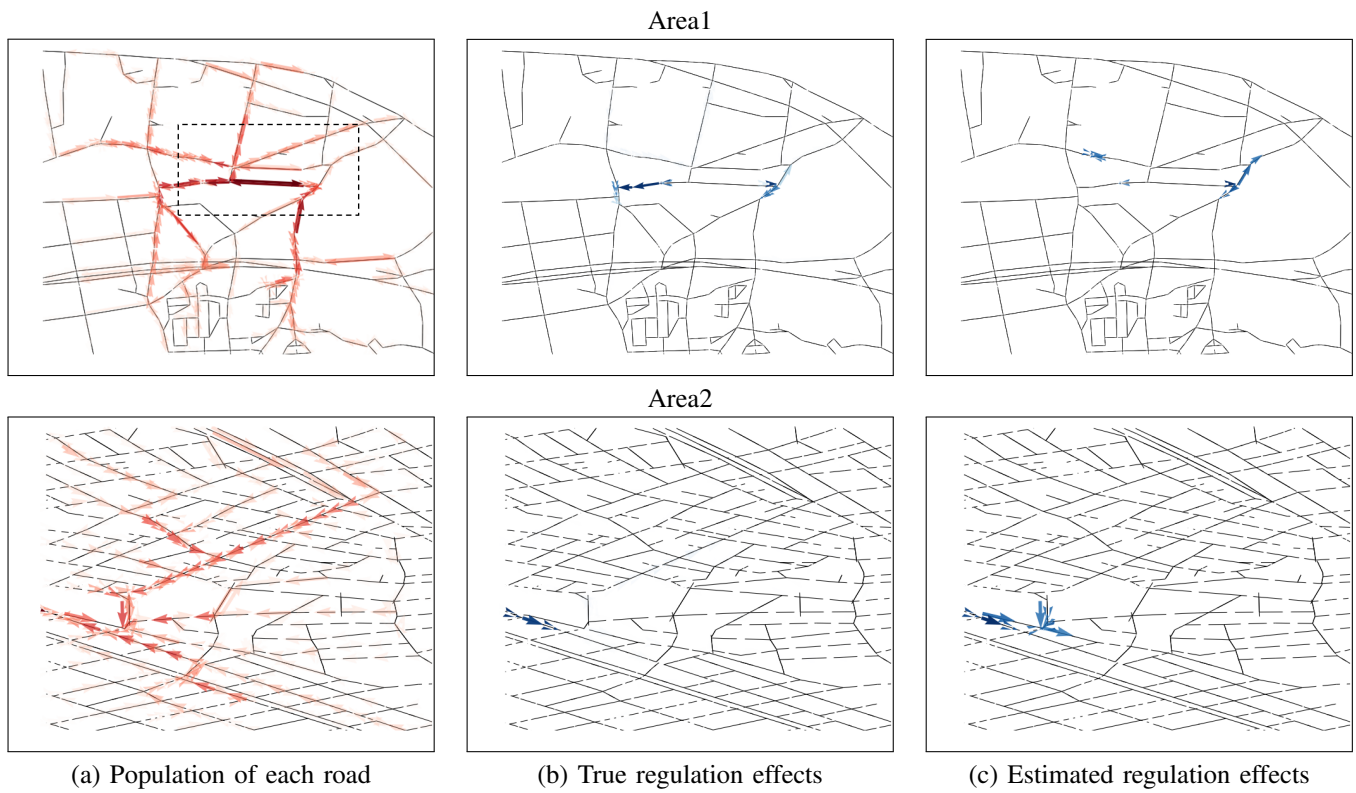 Area1
Area2
(a) Population of each road
(b) True regulation effects
(c) Estimated regulation effects